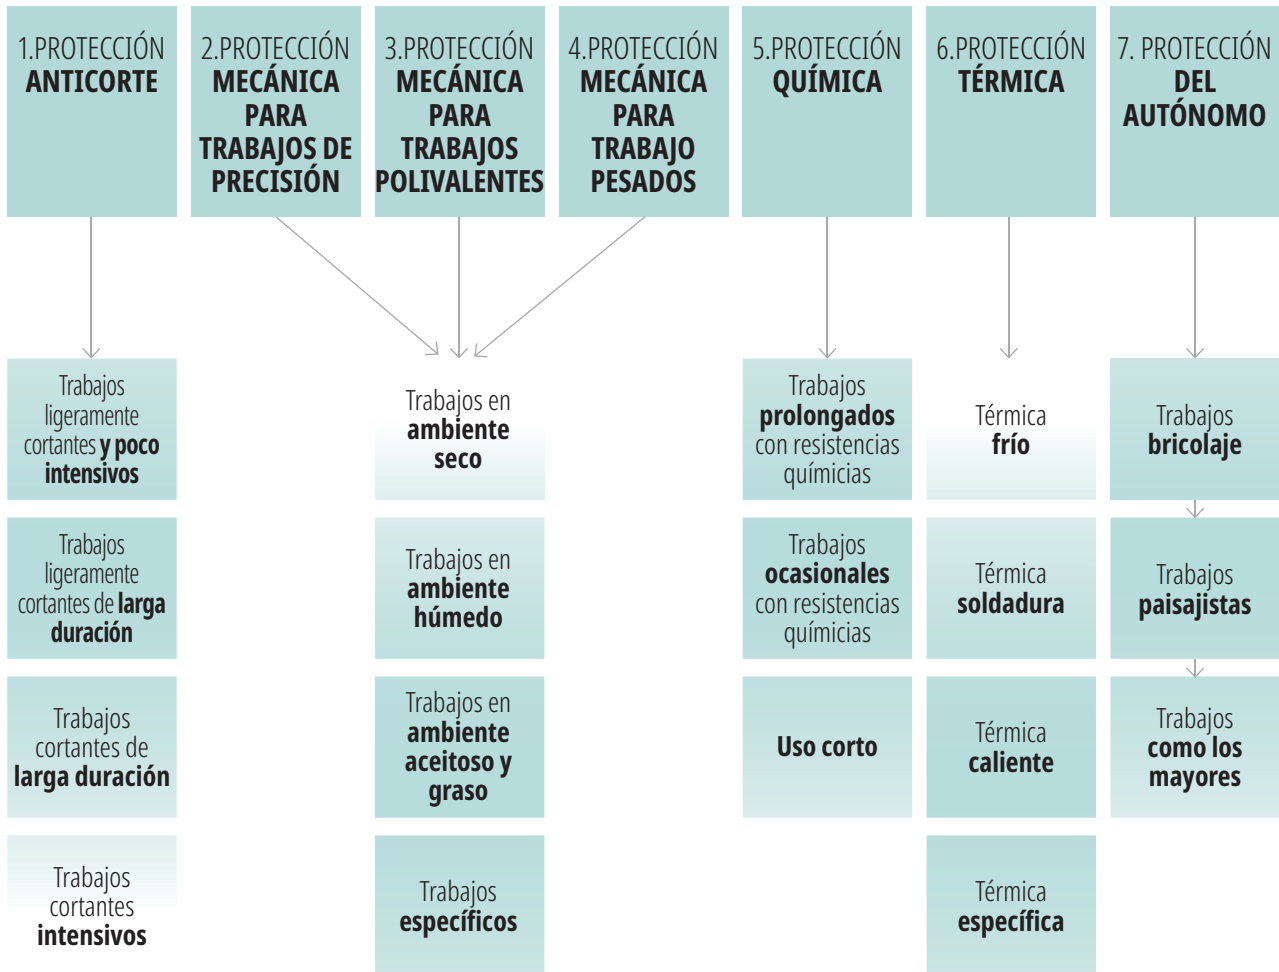 1.PROTECCIÓN
ANTICORTE
2.PROTECCIÓN
MECÁNICA
PARA
TRABAJOS DE
PRECISIÓN
3.PROTECCIÓN
MECÁNICA
PARA
TRABAJOS
POLIVALENTES
4.PROTECCIÓN
MECÁNICA
PARA
TRABAJO
PESADOS
5.PROTECCIÓN
QUÍMICA
6.PROTECCIÓN
TÉRMICA
7. PROTECCIÓN
DEL
AUTÓNOMO
Trabajos
ligeramente
cortantes y poco
intensivos
Trabajos
ligeramente
cortantes de larga
duración
Trabajos
cortantes de
larga duración
Trabajos
cortantes
intensivos
Trabajos en
ambiente
seco
Trabajos en
ambiente
húmedo
Trabajos en
ambiente
aceitoso y
graso
Trabajos
específicos
Trabajos
prolongados
con resistencias
químicias
Trabajos
ocasionales
con resistencias
químicias
Uso corto
Térmica
frío
Térmica
soldadura
Térmica
caliente
Térmica
específica
Trabajos
bricolaje
Trabajos
paisajistas
Trabajos
como los
mayores